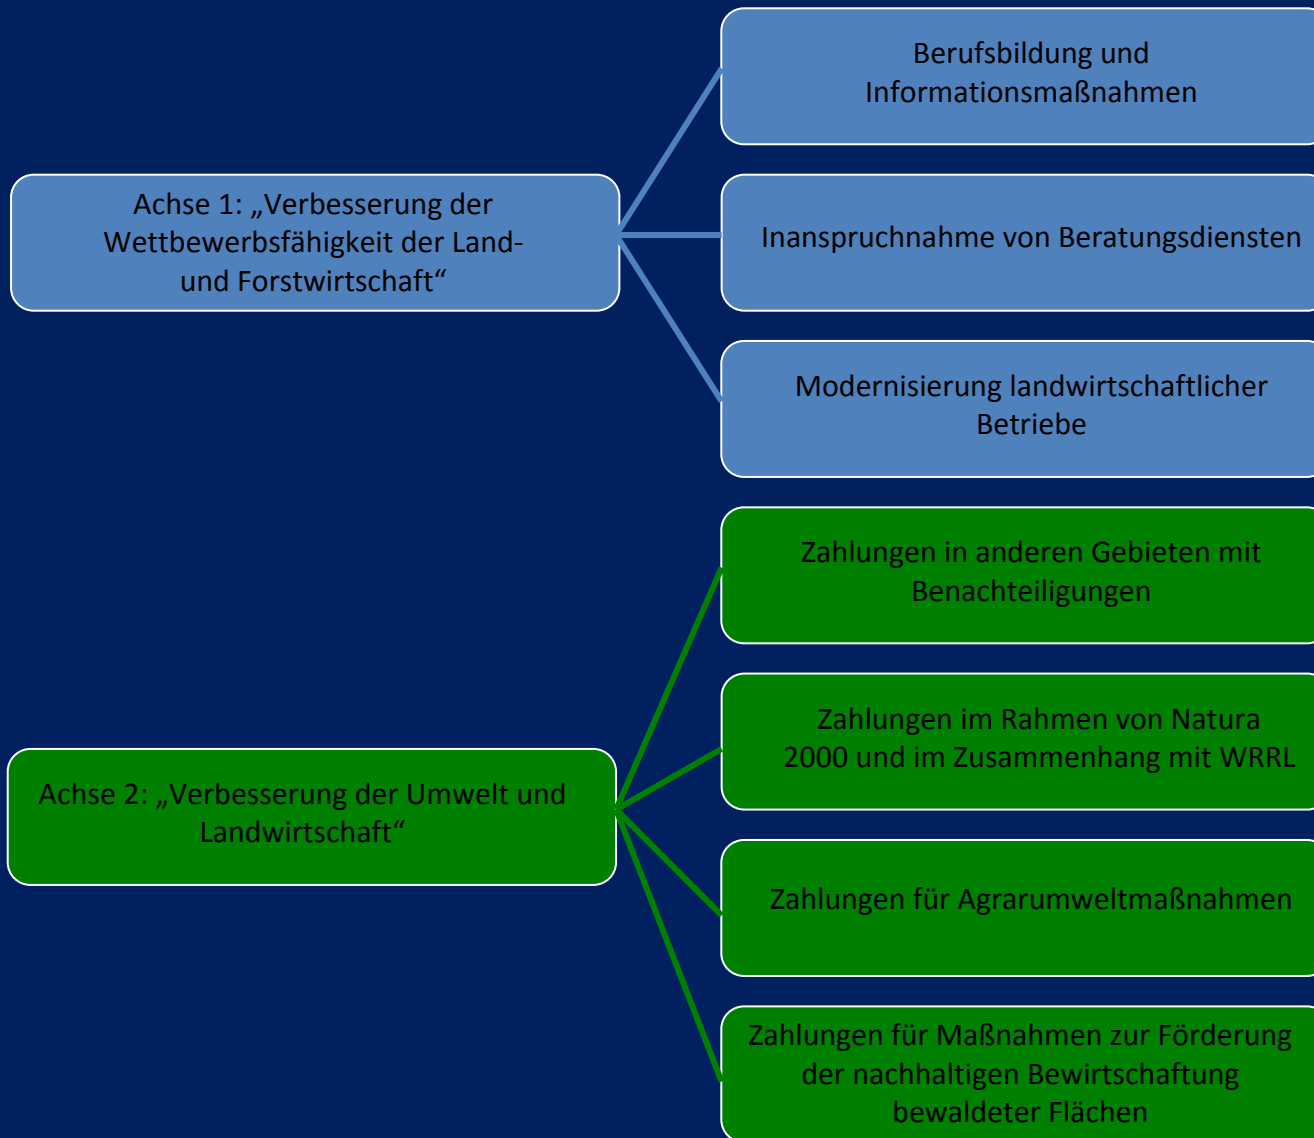 Berufsbildung und
Informationsmaßnahmen
Achse 1: „Verbesserung der
Wettbewerbsfähigkeit der Land-
und Forstwirtschaft“
Inanspruchnahme von Beratungsdiensten
Modernisierung landwirtschaftlicher
Betriebe
Zahlungen in anderen Gebieten mit
Benachteiligungen
Zahlungen im Rahmen von Natura
2000 und im Zusammenhang mit WRRL
Achse 2: „Verbesserung der Umwelt und
Landwirtschaft“
Zahlungen für Agrarumweltmaßnahmen
Zahlungen für Maßnahmen zur Förderung
der nachhaltigen Bewirtschaftung
bewaldeter Flächen